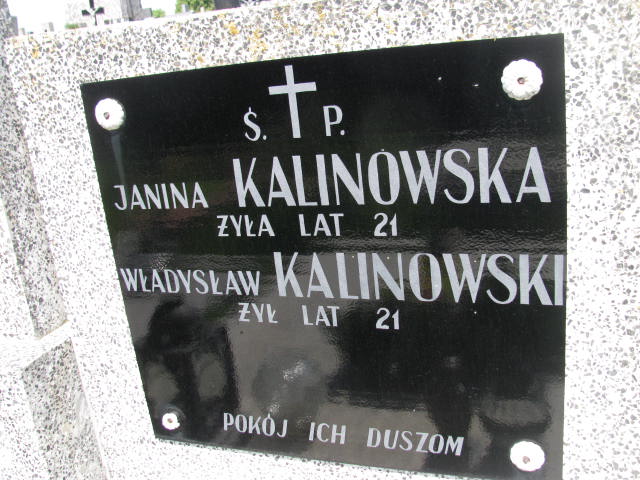 Ś. P.
JANINA KALINOWSKA
ŻYŁA LAT 21
WŁADYSŁAW KALINOWSKI
ŻYŁ LAT 21
POKÓJ ICH DUSZOM